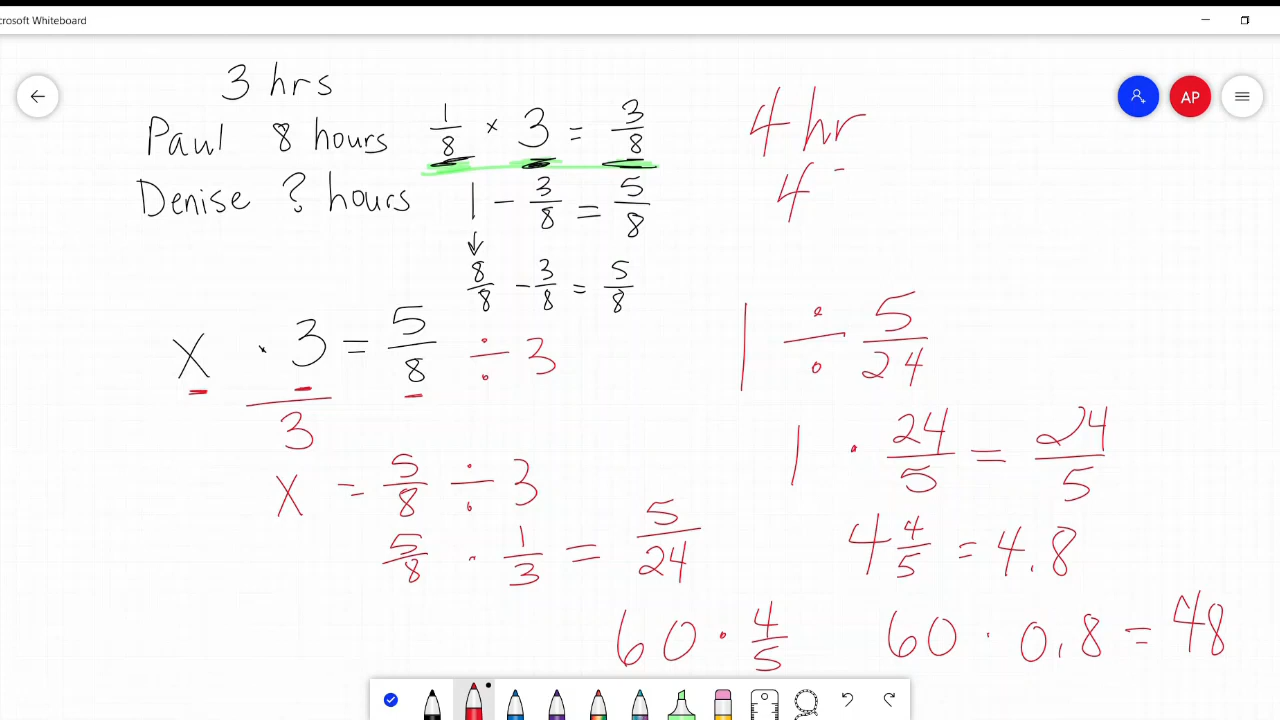 crosoft Whiteboard
AP
3 hrs
Paul 8 hours 1/8 × 3 = 3/8
Denise ? hours 1 - 3/8 = 5/8
8/8 - 3/8 = 5/8
x · 3 = 5/8 ÷ 3
3
x = 5/8 ÷ 3
5/8 · 1/3 = 5/24
4 hr
4
1 ÷ 5/24
1 · 24/5 = 24/5
4 4/5 = 4.8
60 · 4/5
60 · 0.8 = 48